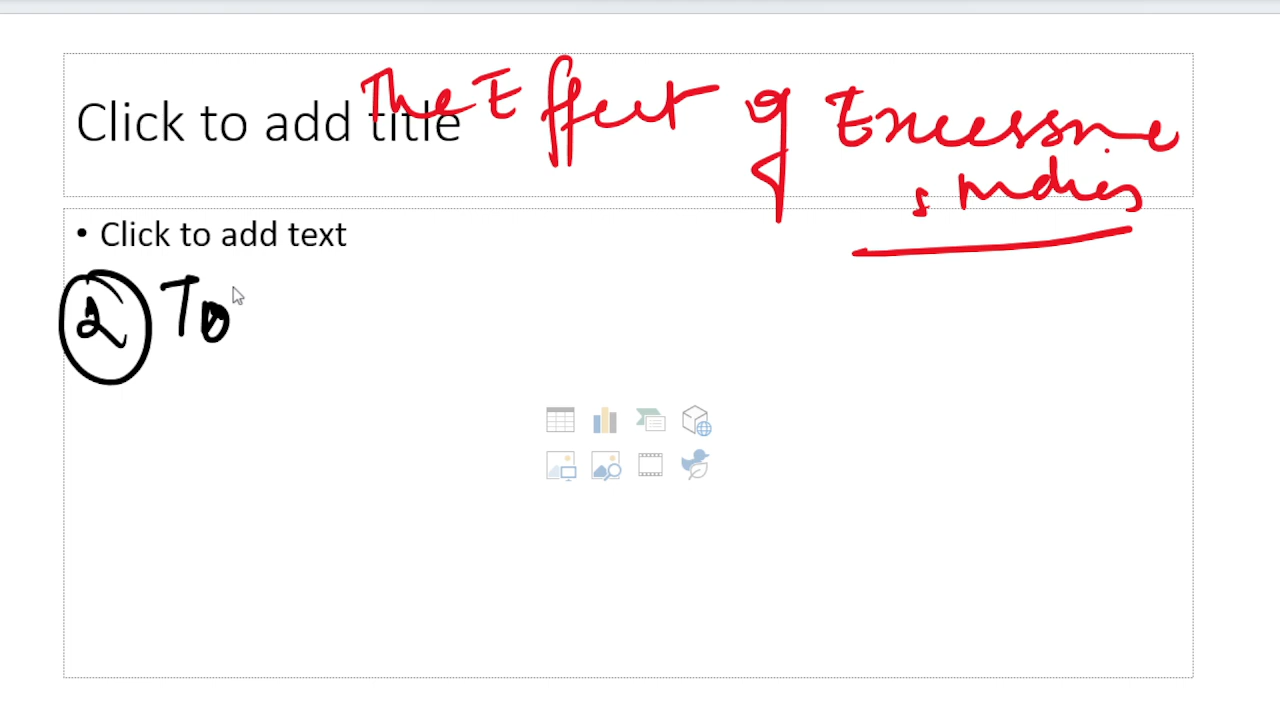 Click to add title
The Effect of Excessive
studies
• Click to add text
2 To